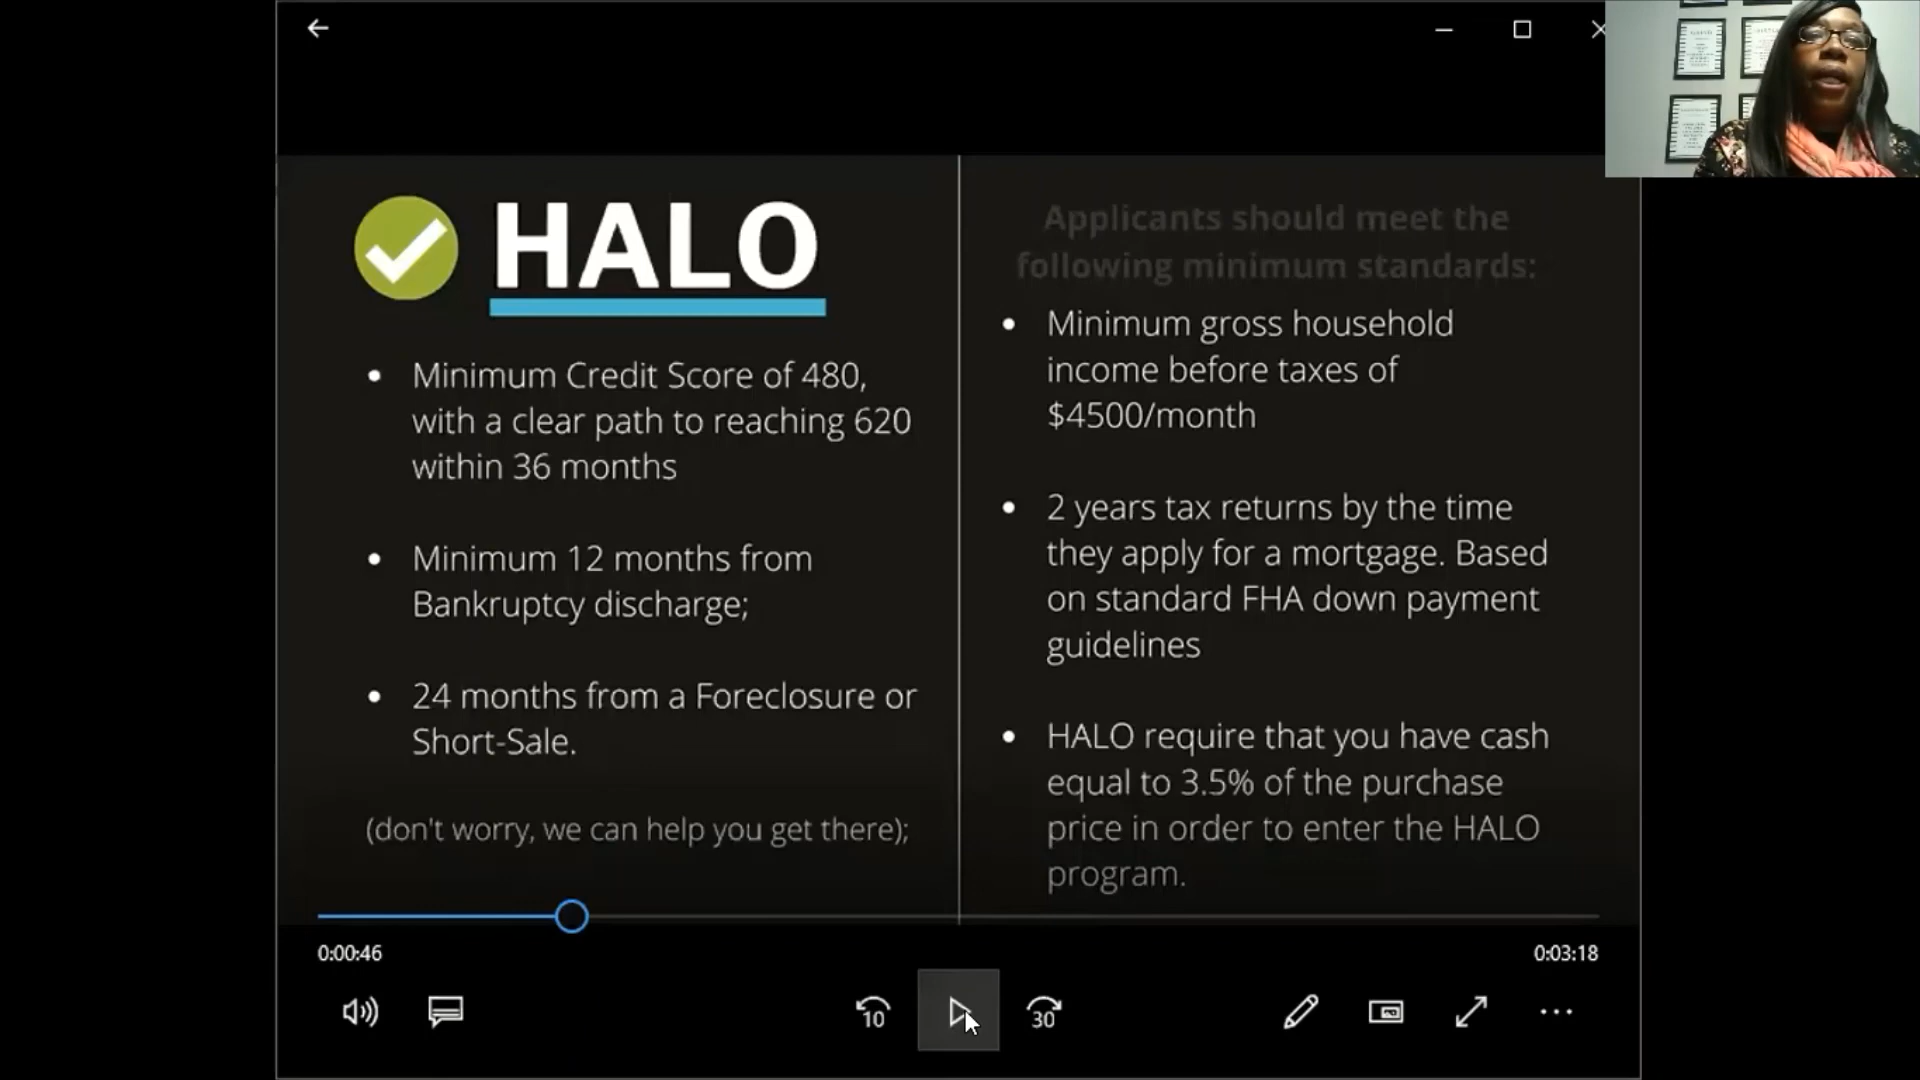 HALO
Minimum Credit Score of 480,
with a clear path to reaching 620
within 36 months
Minimum 12 months from
Bankruptcy discharge;
24 months from a Foreclosure or
Short-Sale.
(don't worry, we can help you get there);
Applicants should meet the
following minimum standards:
Minimum gross household
income before taxes of
$4500/month
2 years tax returns by the time
they apply for a mortgage. Based
on standard FHA down payment
guidelines
HALO require that you have cash
equal to 3.5% of the purchase
price in order to enter the HALO
program.
0:00:46
0:03:18
10
30